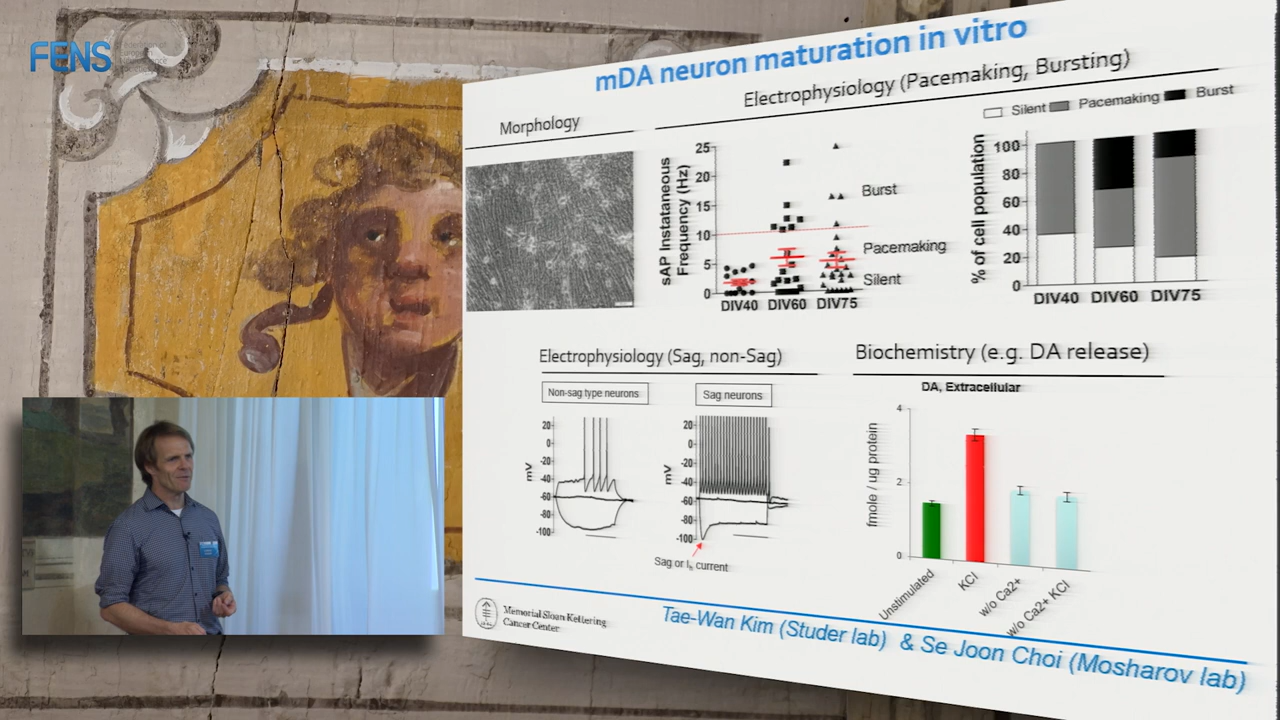 FENS
mDA neuron maturation in vitro
Morphology
Electrophysiology (Pacemaking, Bursting)
sAP Instataneous
Frequency (Hz)
25
20
15
10
5
0
DIV40 DIV60 DIV75
Burst
Pacemaking
Silent
Silent Pacemaking Burst
% of cell population
100
80
60
40
20
0
DIV40 DIV60 DIV75
Electrophysiology (Sag, non-Sag)
Non-sag type neurons
mV
20
0
-20
-40
-60
-80
-100
Sag neurons
mV
20
0
-20
-40
-60
-80
-100
Sag or Ih current
Biochemistry (e.g. DA release)
DA, Extracellular
fmole / ug protein
4
2
0
Unstimulated
KCl
w/o Ca2+
w/o Ca2+ KCl
Memorial Sloan Kettering
Cancer Center
Tae-Wan Kim (Studer lab) & Se Joon Choi (Mosharov lab)